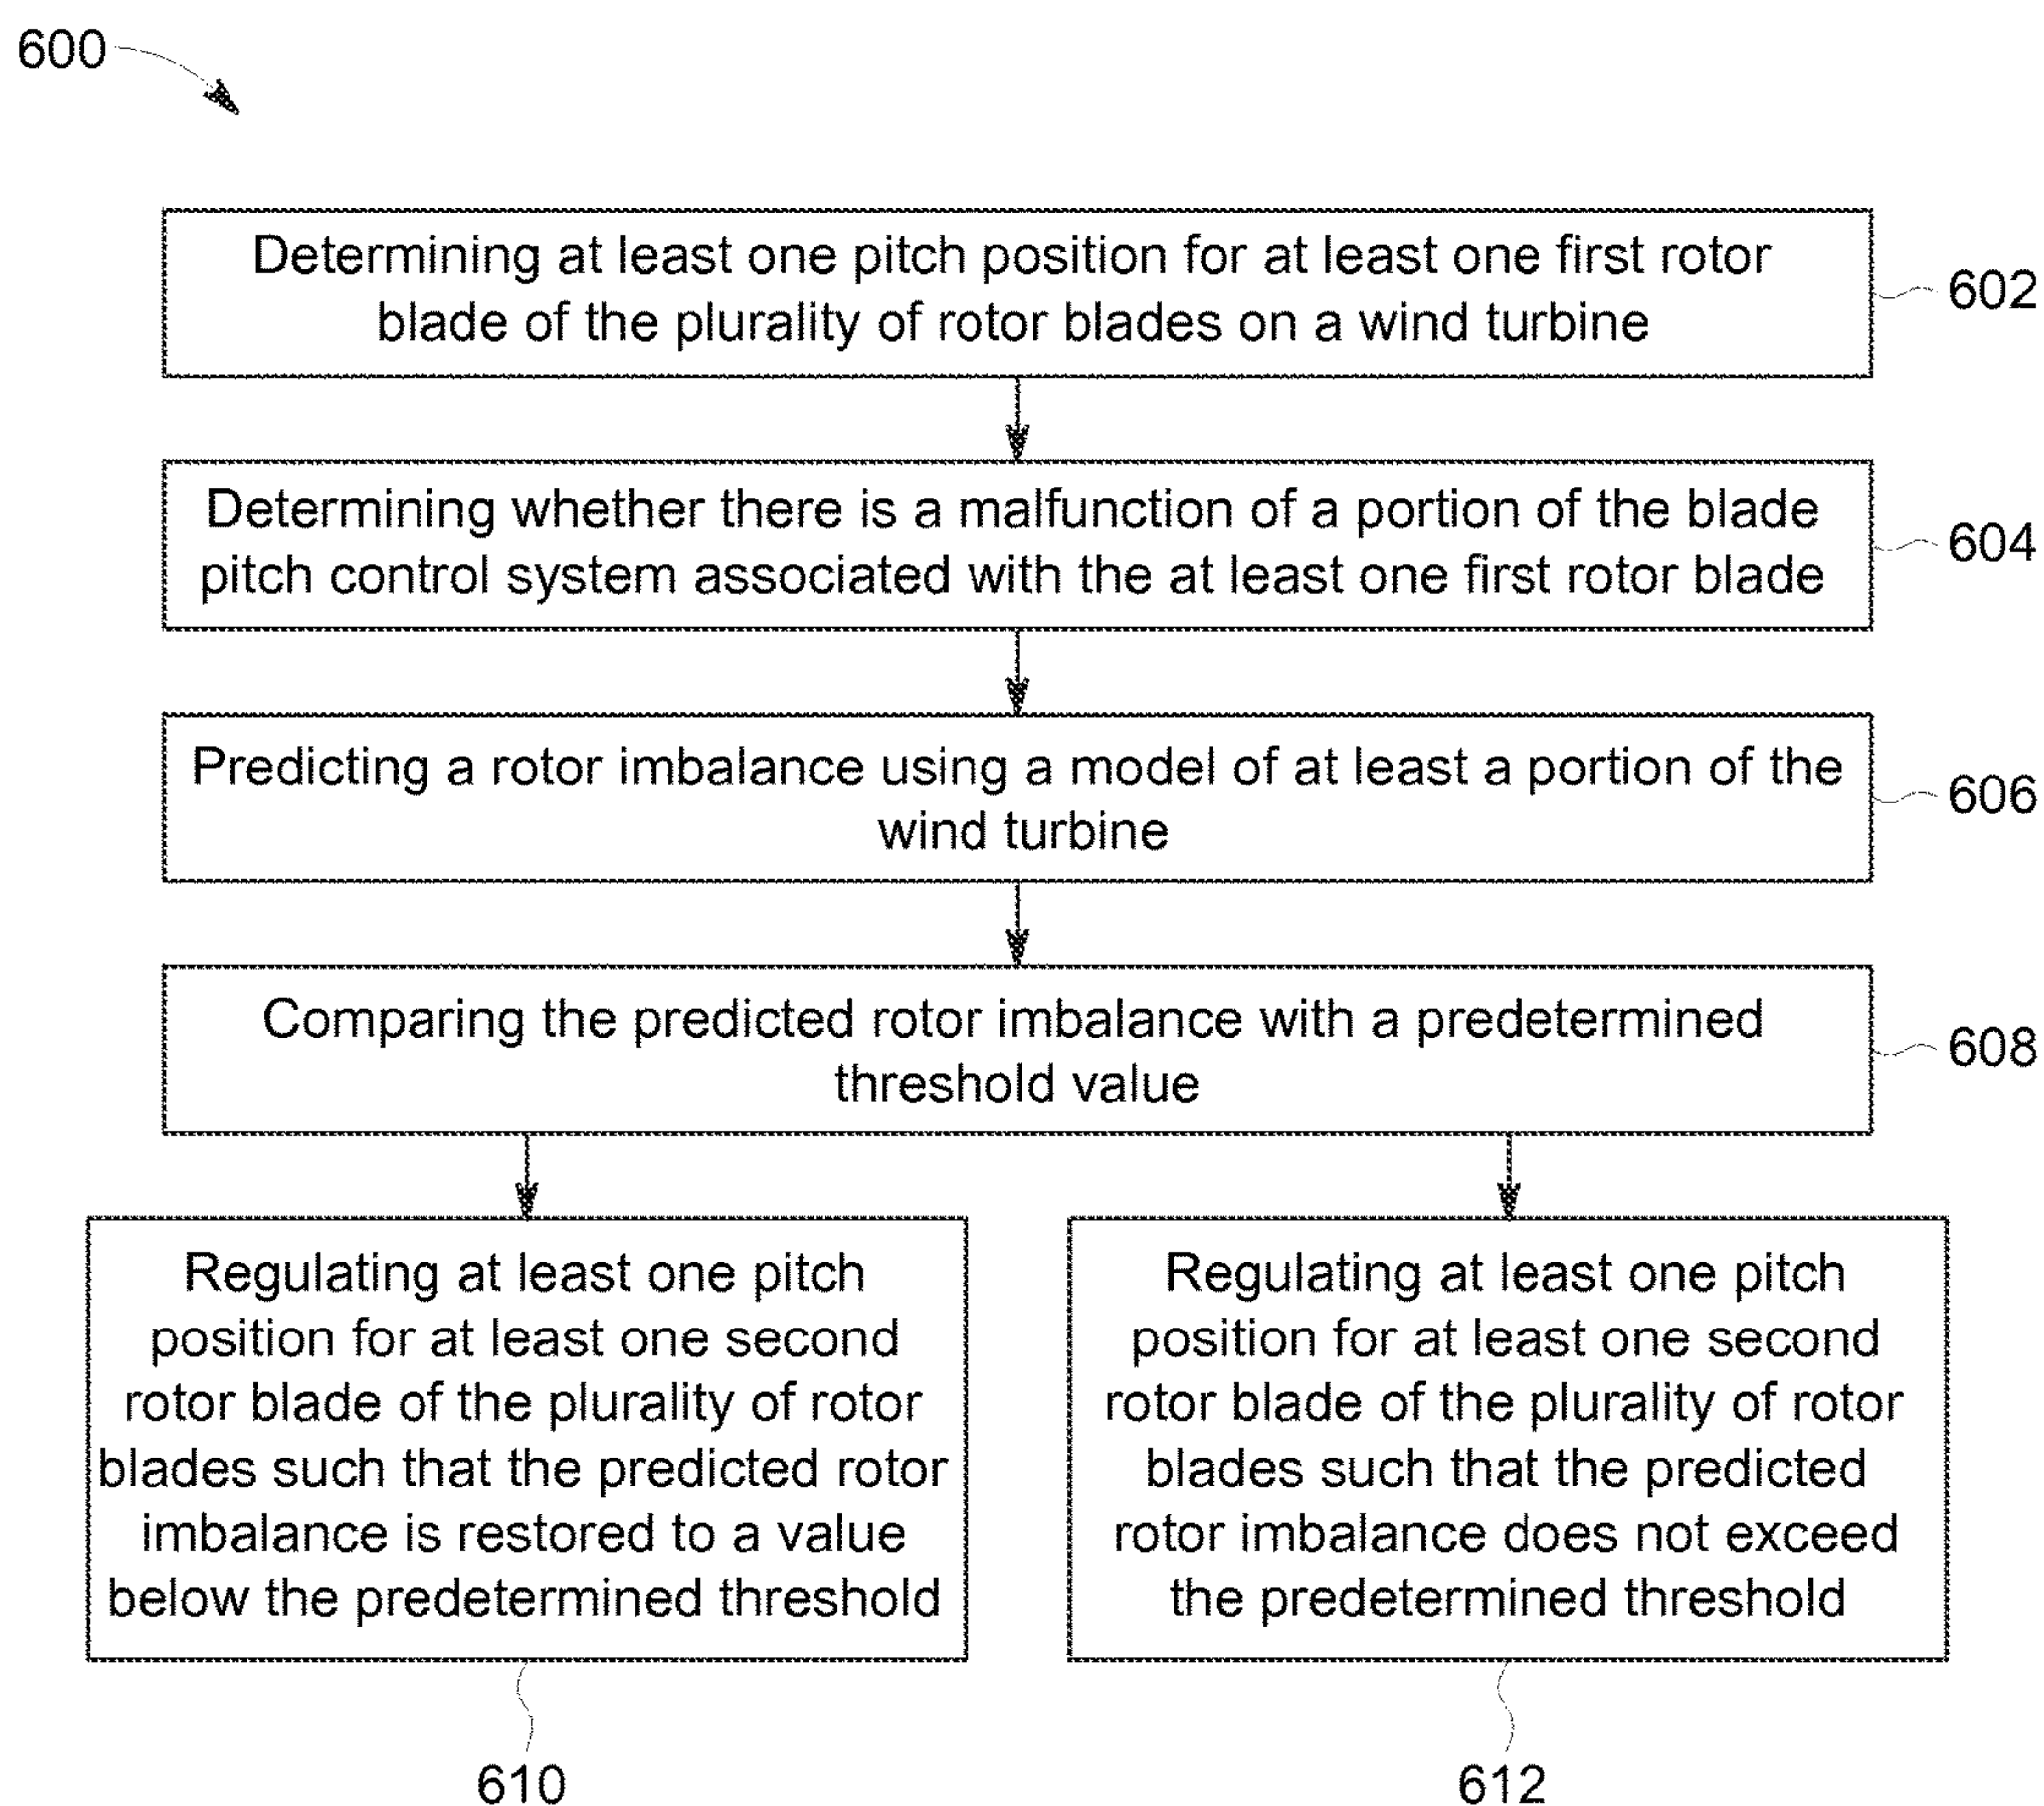 600
Determining at least one pitch position for at least one first rotor
blade of the plurality of rotor blades on a wind turbine
602
Determining whether there is a malfunction of a portion of the blade
pitch control system associated with the at least one first rotor blade
604
Predicting a rotor imbalance using a model of at least a portion of the
wind turbine
606
Comparing the predicted rotor imbalance with a predetermined
threshold value
608
Regulating at least one pitch
position for at least one second
rotor blade of the plurality of rotor
blades such that the predicted rotor
imbalance is restored to a value
below the predetermined threshold
610
Regulating at least one pitch
position for at least one second
rotor blade of the plurality of rotor
blades such that the predicted
rotor imbalance does not exceed
the predetermined threshold
612